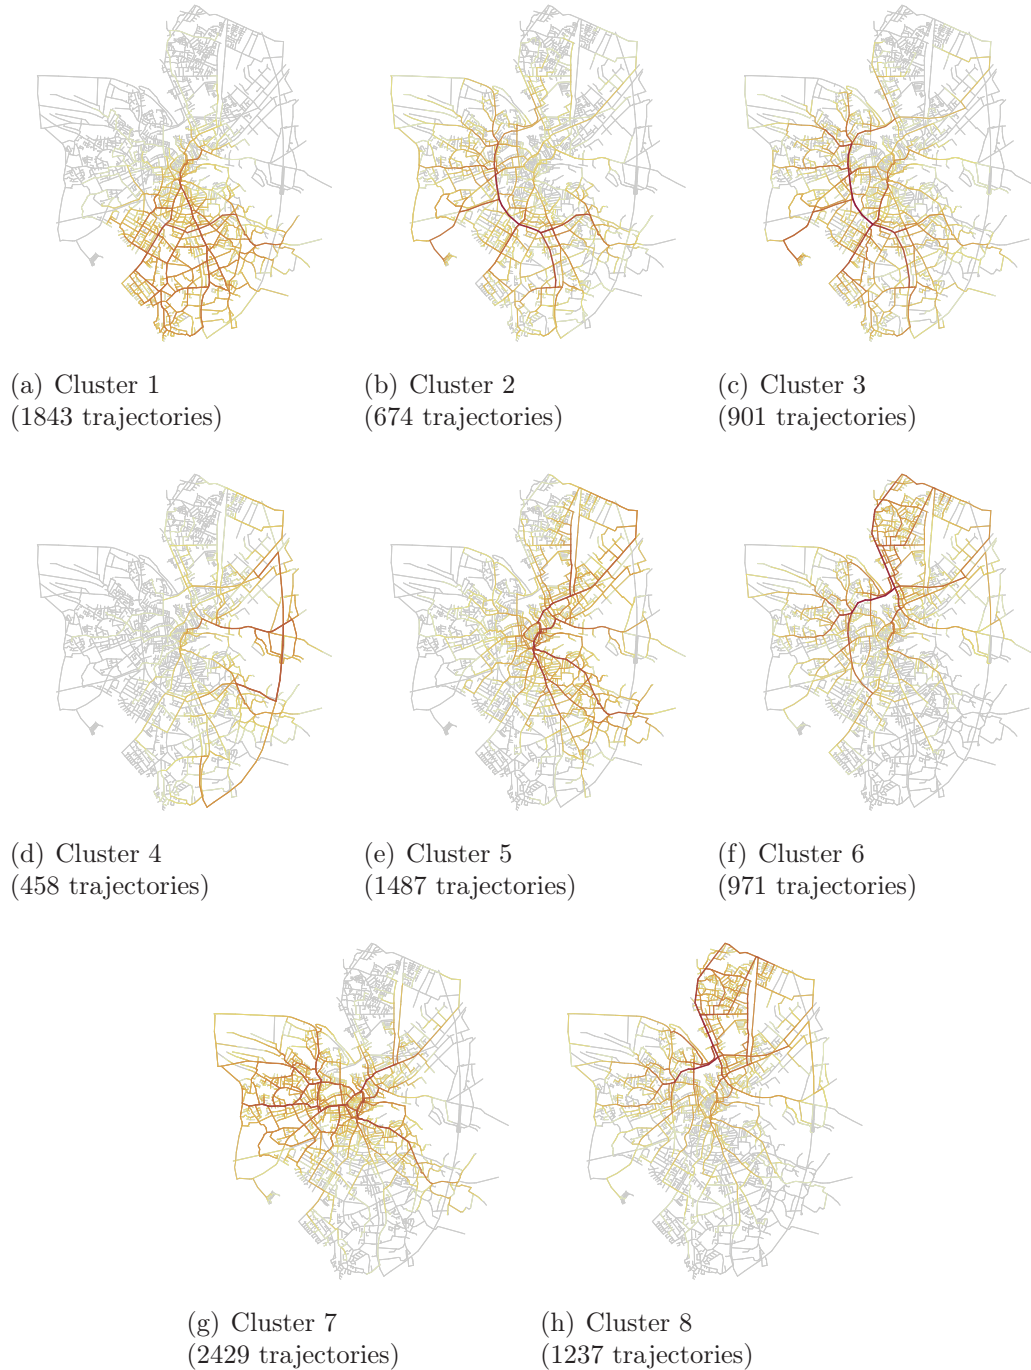 (a) Cluster 1
(1843 trajectories)
(b) Cluster 2
(674 trajectories)
(c) Cluster 3
(901 trajectories)
(d) Cluster 4
(458 trajectories)
(e) Cluster 5
(1487 trajectories)
(f) Cluster 6
(971 trajectories)
(g) Cluster 7
(2429 trajectories)
(h) Cluster 8
(1237 trajectories)